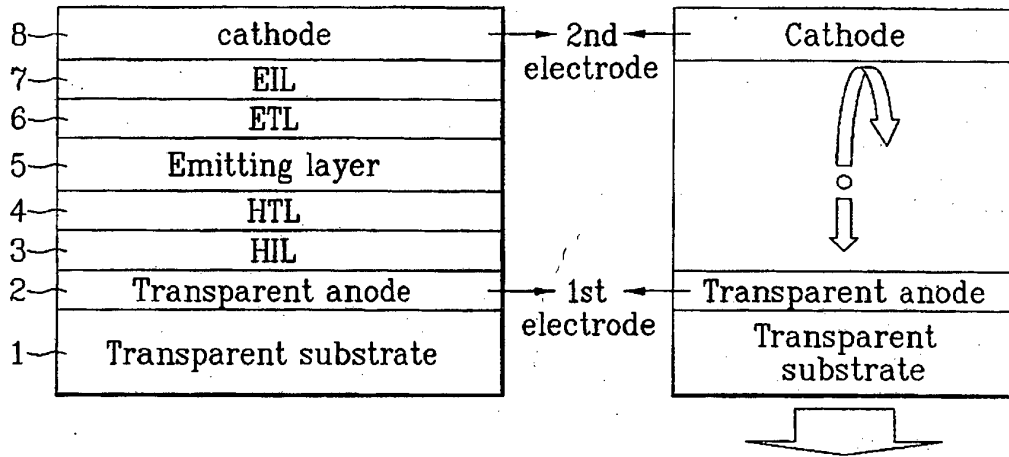 8 cathode
7 EIL
6 ETL
5 Emitting layer
4 HTL
3 HIL
2 Transparent anode
1 Transparent substrate
2nd
electrode
1st
electrode
Cathode
Transparent anode
Transparent
substrate